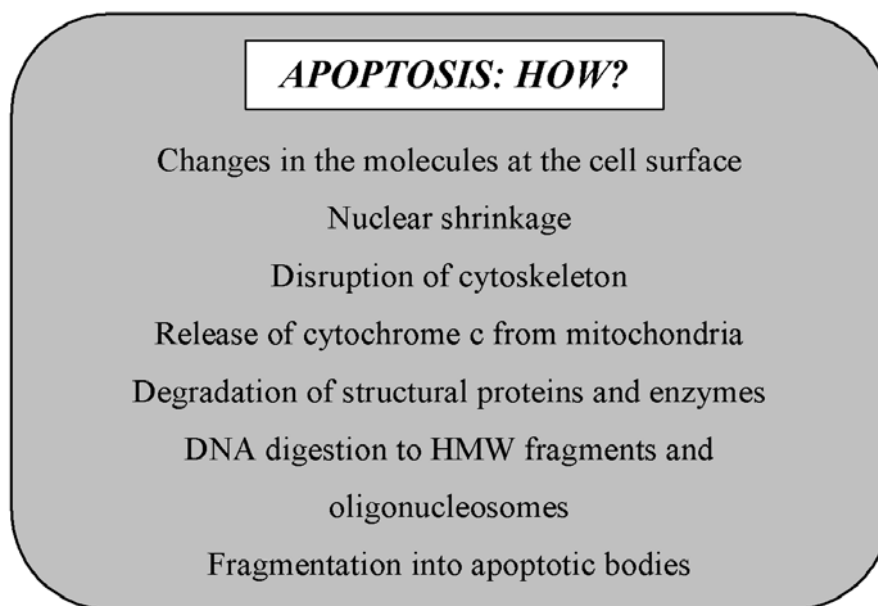 APOPTOSIS: HOW?
Changes in the molecules at the cell surface
Nuclear shrinkage
Disruption of cytoskeleton
Release of cytochrome c from mitochondria
Degradation of structural proteins and enzymes
DNA digestion to HMW fragments and
oligonucleosomes
Fragmentation into apoptotic bodies